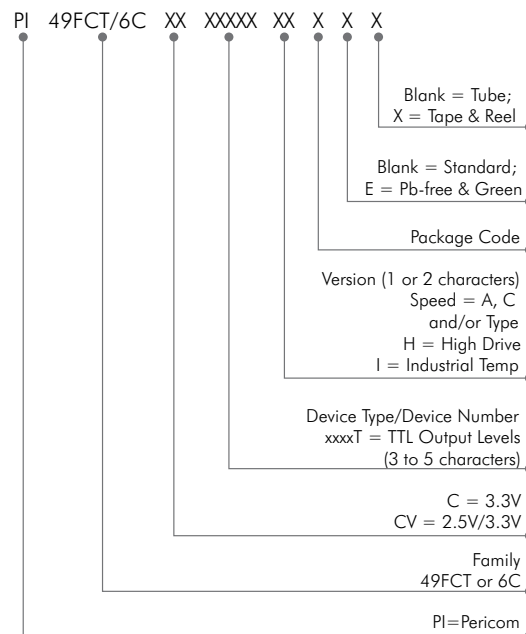 PI 49FCT/6C XX XXXXX XX X X X
Blank = Tube;
X = Tape & Reel
Blank = Standard;
E = Pb-free & Green
Package Code
Version (1 or 2 characters)
Speed = A, C
and/or Type
H = High Drive
I = Industrial Temp
Device Type/Device Number
xxxxT = TTL Output Levels
(3 to 5 characters)
C = 3.3V
CV = 2.5V/3.3V
Family
49FCT or 6C
PI=Pericom